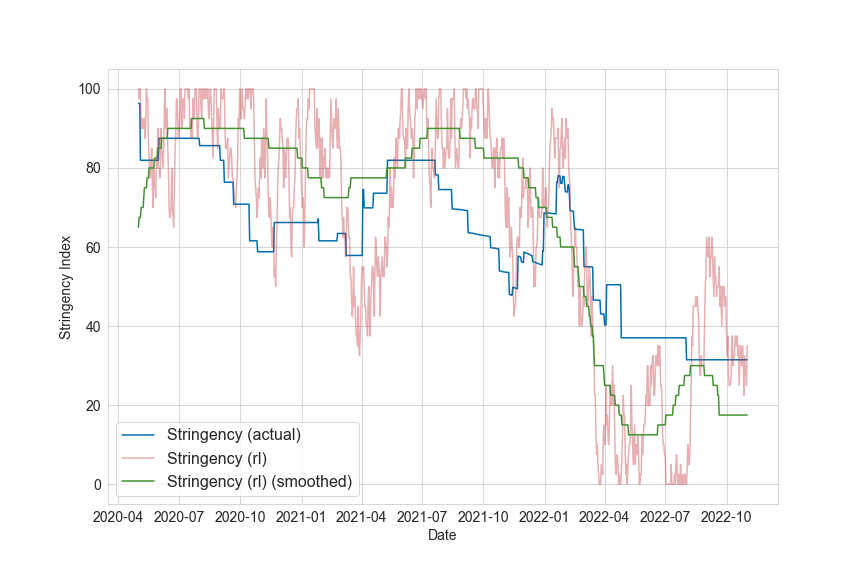 100
80
60
40
20
0
Stringency Index
Stringency (actual)
Stringency (rl)
Stringency (rl) (smoothed)
2020-04 2020-07 2020-10 2021-01 2021-04 2021-07 2021-10 2022-01 2022-04 2022-07 2022-10
Date